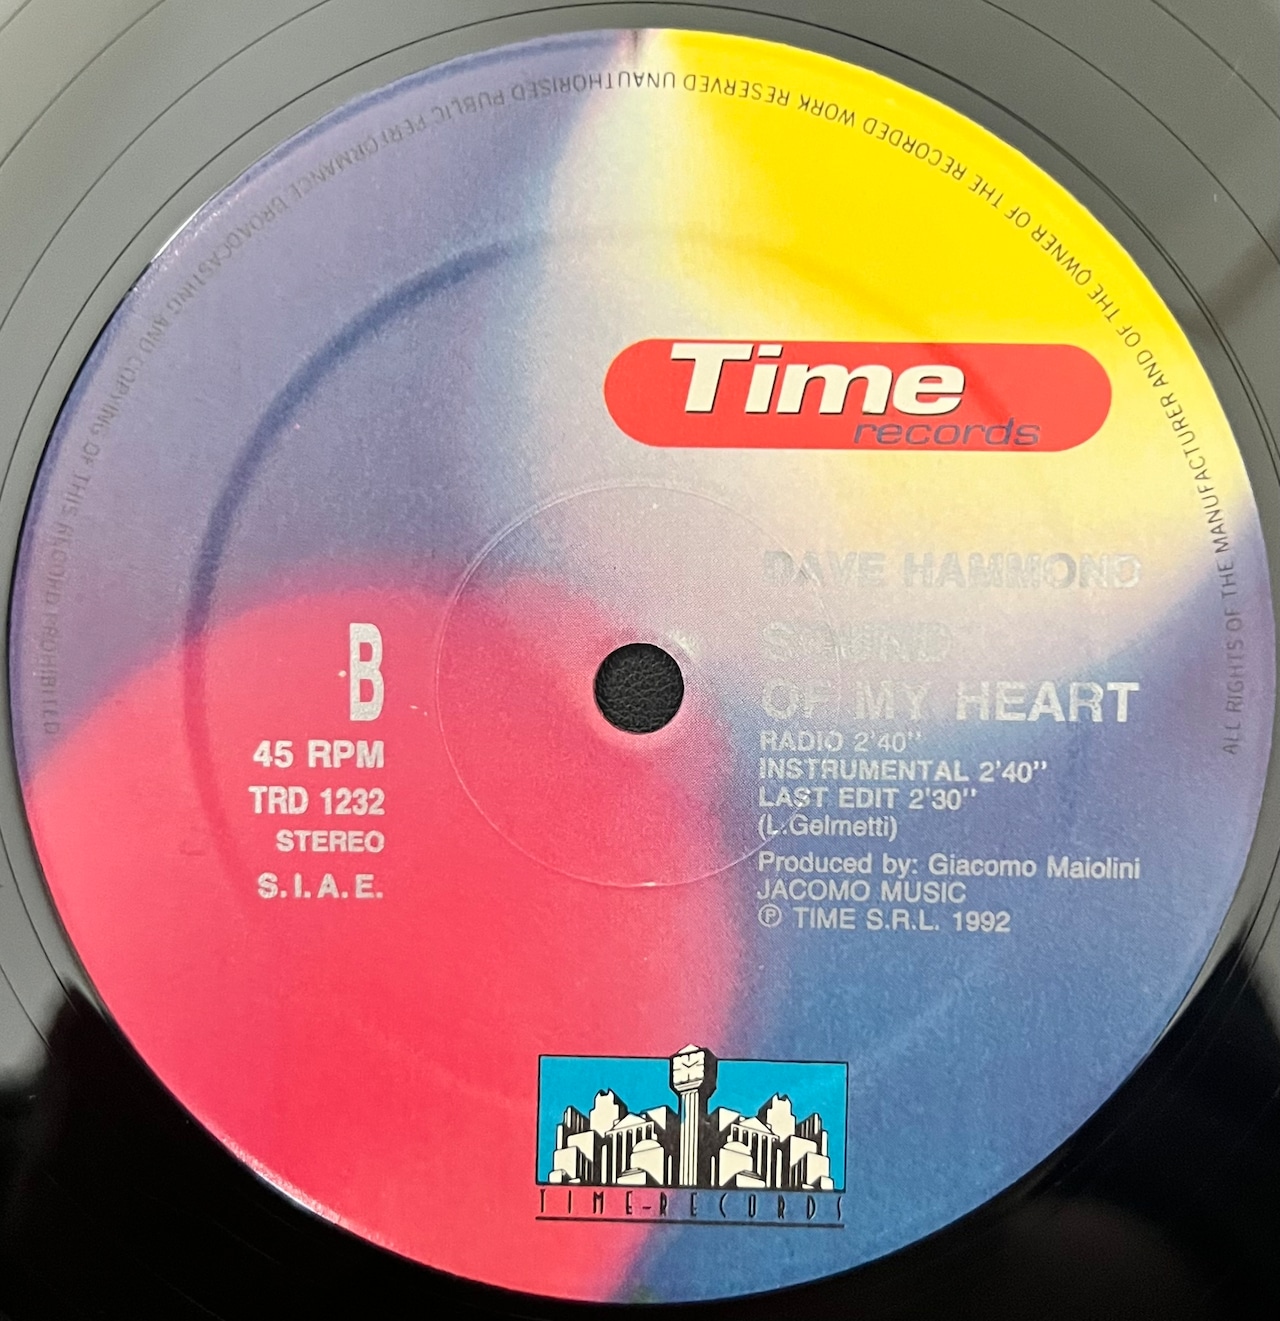 ALL RIGHTS OF THE MANUFACTURER AND OF THE OWNER OF THE RECORDED WORK RESERVED UNAUTHORISED PUBLIC PERFORMANCE BROADCASTING AND COPYING OF THIS RECORD PROHIBITED
Time
records
DAVE HAMMOND
SOUND
OF MY HEART
RADIO 2'40''
INSTRUMENTAL 2'40''
LAST EDIT 2'30''
(L.Gelmetti)
Produced by: Giacomo Maiolini
JACOMO MUSIC
℗ TIME S.R.L. 1992
B
45 RPM
TRD 1232
STEREO
S.I.A.E.
TIME-RECORDS